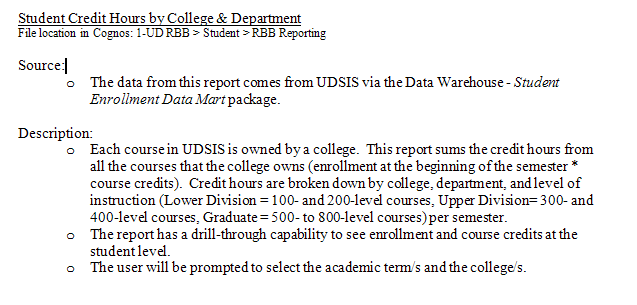 Student Credit Hours by College & Department
File location in Cognos: 1-UD RBB > Student > RBB Reporting
Source:
o The data from this report comes from UDSIS via the Data Warehouse - Student
Enrollment Data Mart package.
Description:
o Each course in UDSIS is owned by a college. This report sums the credit hours from
all the courses that the college owns (enrollment at the beginning of the semester *
course credits). Credit hours are broken down by college, department, and level of
instruction (Lower Division = 100- and 200-level courses, Upper Division= 300- and
400-level courses, Graduate = 500- to 800-level courses) per semester.
o The report has a drill-through capability to see enrollment and course credits at the
student level.
o The user will be prompted to select the academic term/s and the college/s.